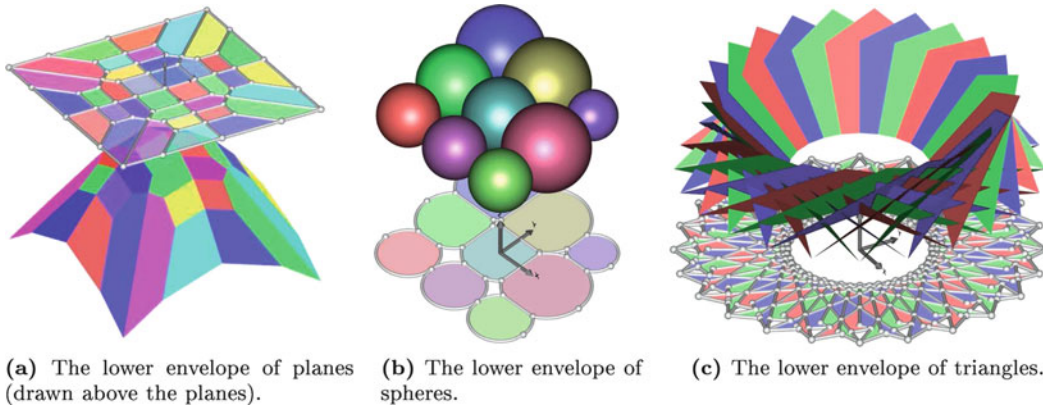 (a) The lower envelope of planes
(drawn above the planes).
(b) The lower envelope of
spheres.
(c) The lower envelope of triangles.